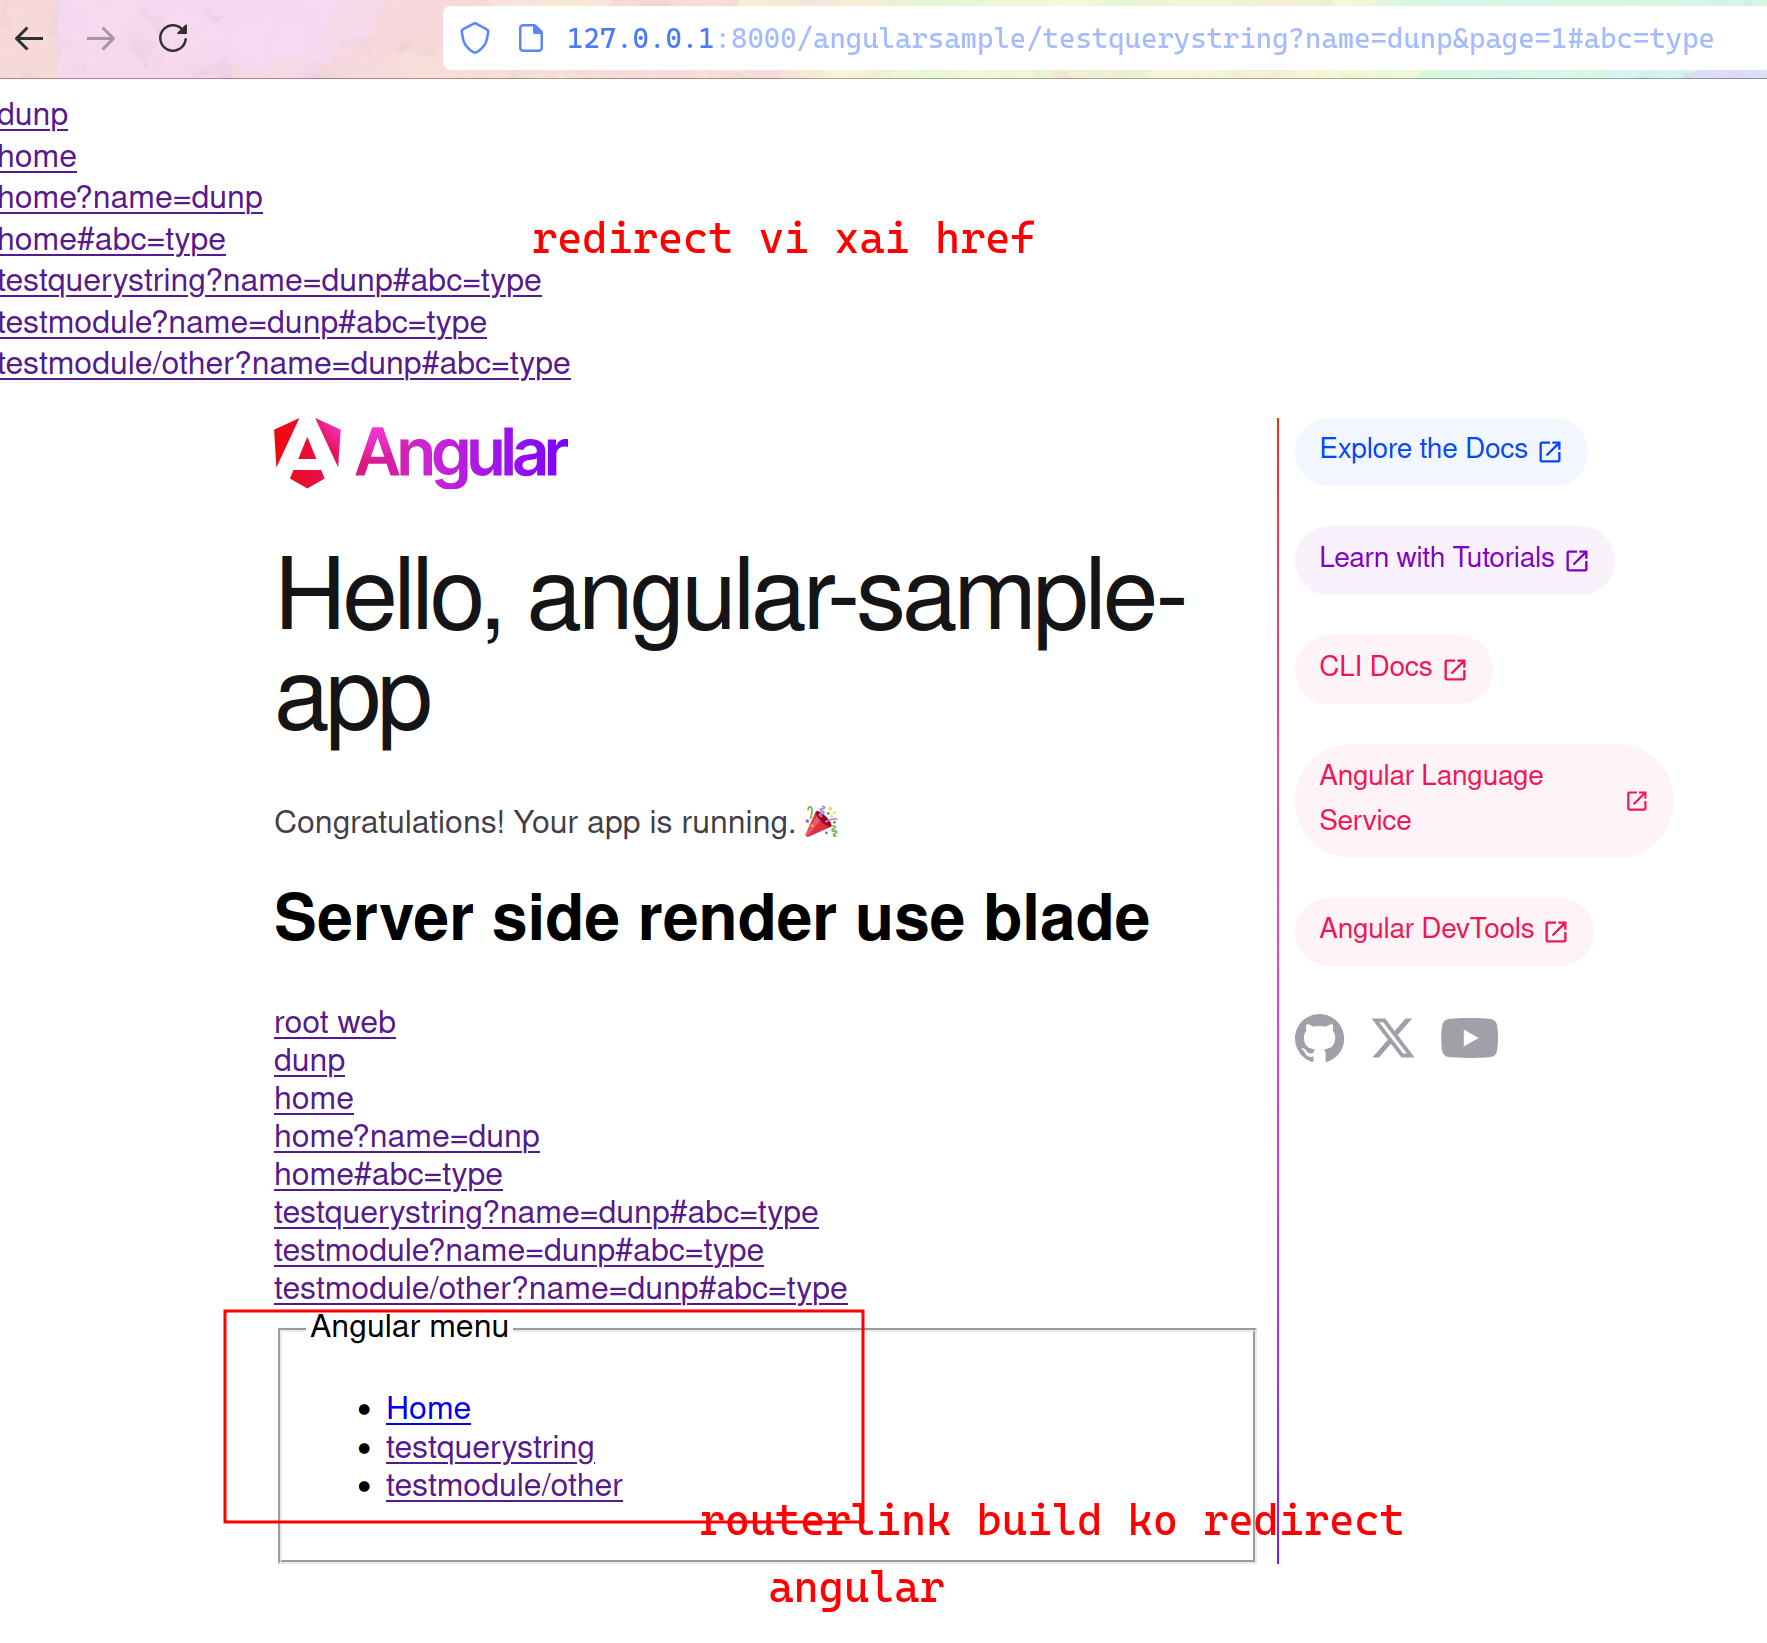 127.0.0.1:8000/angularsample/testquerystring?name=dunp&page=1#abc=type
dunp
home
home?name=dunp
home#abc=type
redirect vi xai href
testquerystring?name=dunp#abc=type
testmodule?name=dunp#abc=type
testmodule/other?name=dunp#abc=type
Angular
Hello, angular-sample-
app
Congratulations! Your app is running. 🎉
Server side render use blade
root web
dunp
home
home?name=dunp
home#abc=type
testquerystring?name=dunp#abc=type
testmodule?name=dunp#abc=type
testmodule/other?name=dunp#abc=type
Angular menu
Home
testquerystring
testmodule/other
routerlink build ko redirect
angular
Explore the Docs
Learn with Tutorials
CLI Docs
Angular Language
Service
Angular DevTools